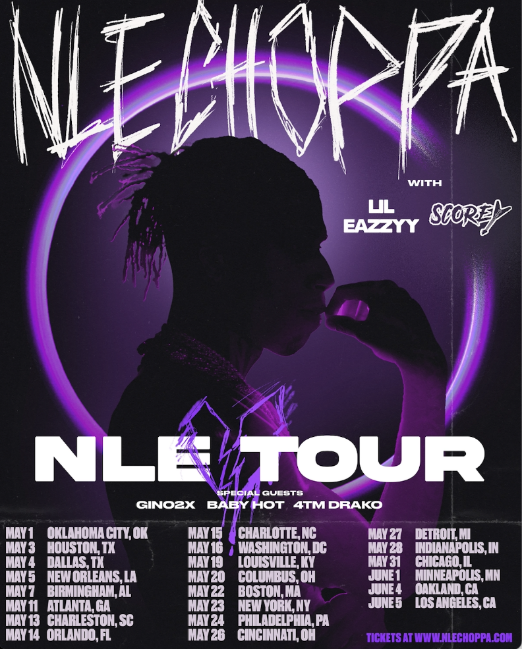 NLE CHOPPA
WITH
LIL
EAZZYY
SCOREY
NLE TOUR
SPECIAL GUESTS
GINO2X BABY HOT 4TM DRAKO
MAY 1 OKLAHOMA CITY, OK
MAY 3 HOUSTON, TX
MAY 4 DALLAS, TX
MAY 5 NEW ORLEANS, LA
MAY 7 BIRMINGHAM, AL
MAY 11 ATLANTA, GA
MAY 13 CHARLESTON, SC
MAY 14 ORLANDO, FL
MAY 15 CHARLOTTE, NC
MAY 16 WASHINGTON, DC
MAY 19 LOUISVILLE, KY
MAY 20 COLUMBUS, OH
MAY 22 BOSTON, MA
MAY 23 NEW YORK, NY
MAY 24 PHILADELPHIA, PA
MAY 26 CINCINNATI, OH
MAY 27 DETROIT, MI
MAY 28 INDIANAPOLIS, IN
MAY 31 CHICAGO, IL
JUNE 1 MINNEAPOLIS, MN
JUNE 4 OAKLAND, CA
JUNE 5 LOS ANGELES, CA
TICKETS AT WWW.NLECHOPPA.COM